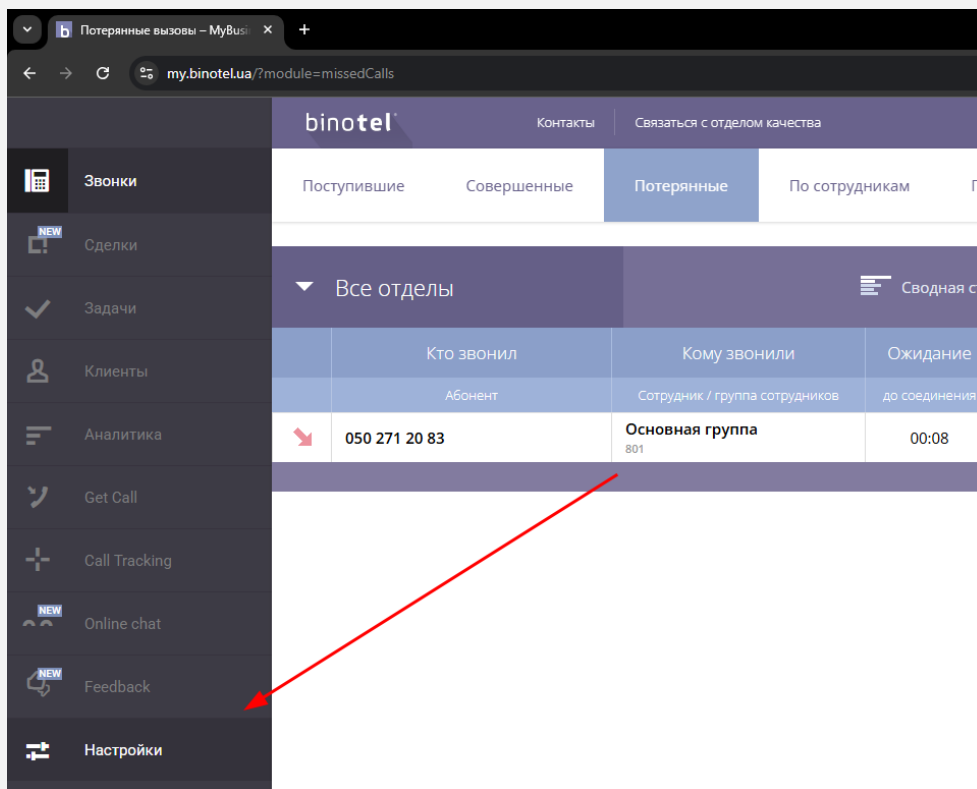 Потерянные вызовы – MyBusi
my.binotel.ua/?module=missedCalls
binotel
Контакты
Связаться с отделом качества
Звонки
NEW
Сделки
Задачи
Клиенты
Аналитика
Get Call
Call Tracking
NEW
Online chat
NEW
Feedback
Настройки
Поступившие
Совершенные
Потерянные
По сотрудникам
Все отделы
Сводная
Кто звонил
Кому звонили
Ожидание
Абонент
Сотрудник / группа сотрудников
до соединения
050 271 20 83
Основная группа
00:08
801